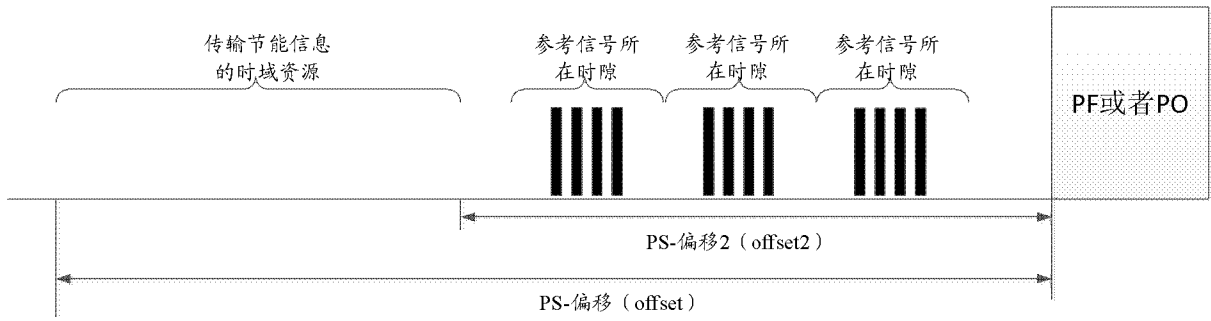 传输节能信息
的时域资源
参考信号所
在时隙
参考信号所
在时隙
参考信号所
在时隙
PF或者PO
PS-偏移2（offset2）
PS-偏移（offset）